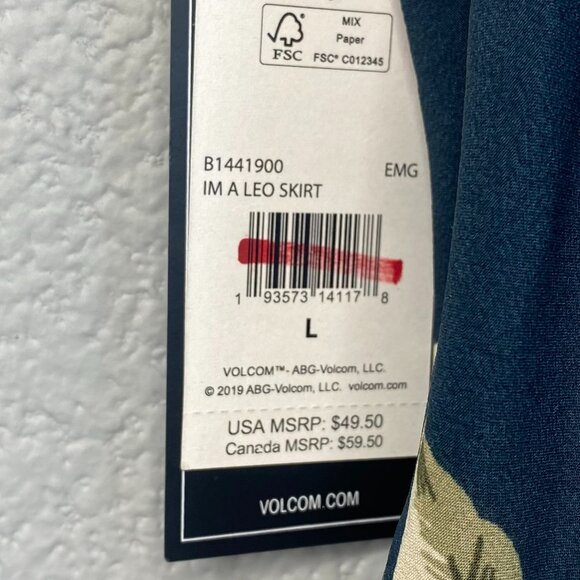 MIX
Paper
FSC
FSC® C012345
B1441900 EMG
IM A LEO SKIRT
1 93573 14117 8
L
VOLCOM™- ABG-Volcom, LLC.
© 2019 ABG-Volcom, LLC. volcom.com
USA MSRP: $49.50
Canada MSRP: $59.50
VOLCOM.COM